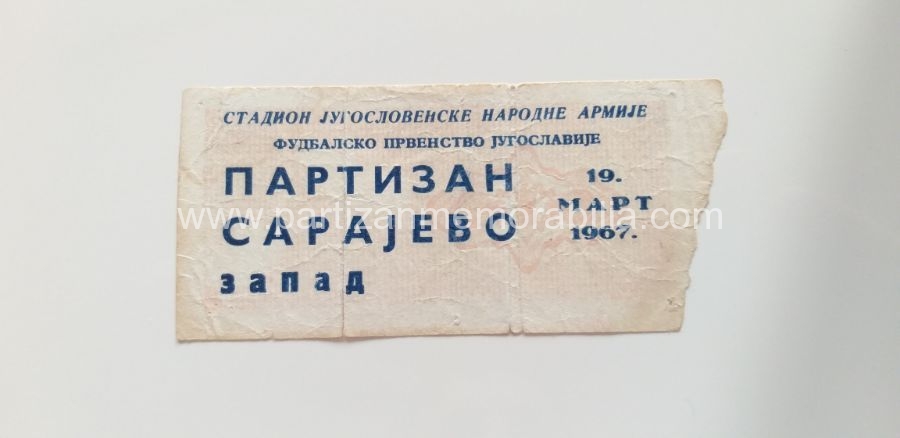 СТАДИОН ЈУГОСЛОВЕНСКЕ НАРОДНЕ АРМИЈЕ
ФУДБАЛСКО ПРВЕНСТВО ЈУГОСЛАВИЈЕ
ПАРТИЗАН
САРАЈЕВО
запад
19.
МАРТ
1967.
www.partizanmemorabilia.com